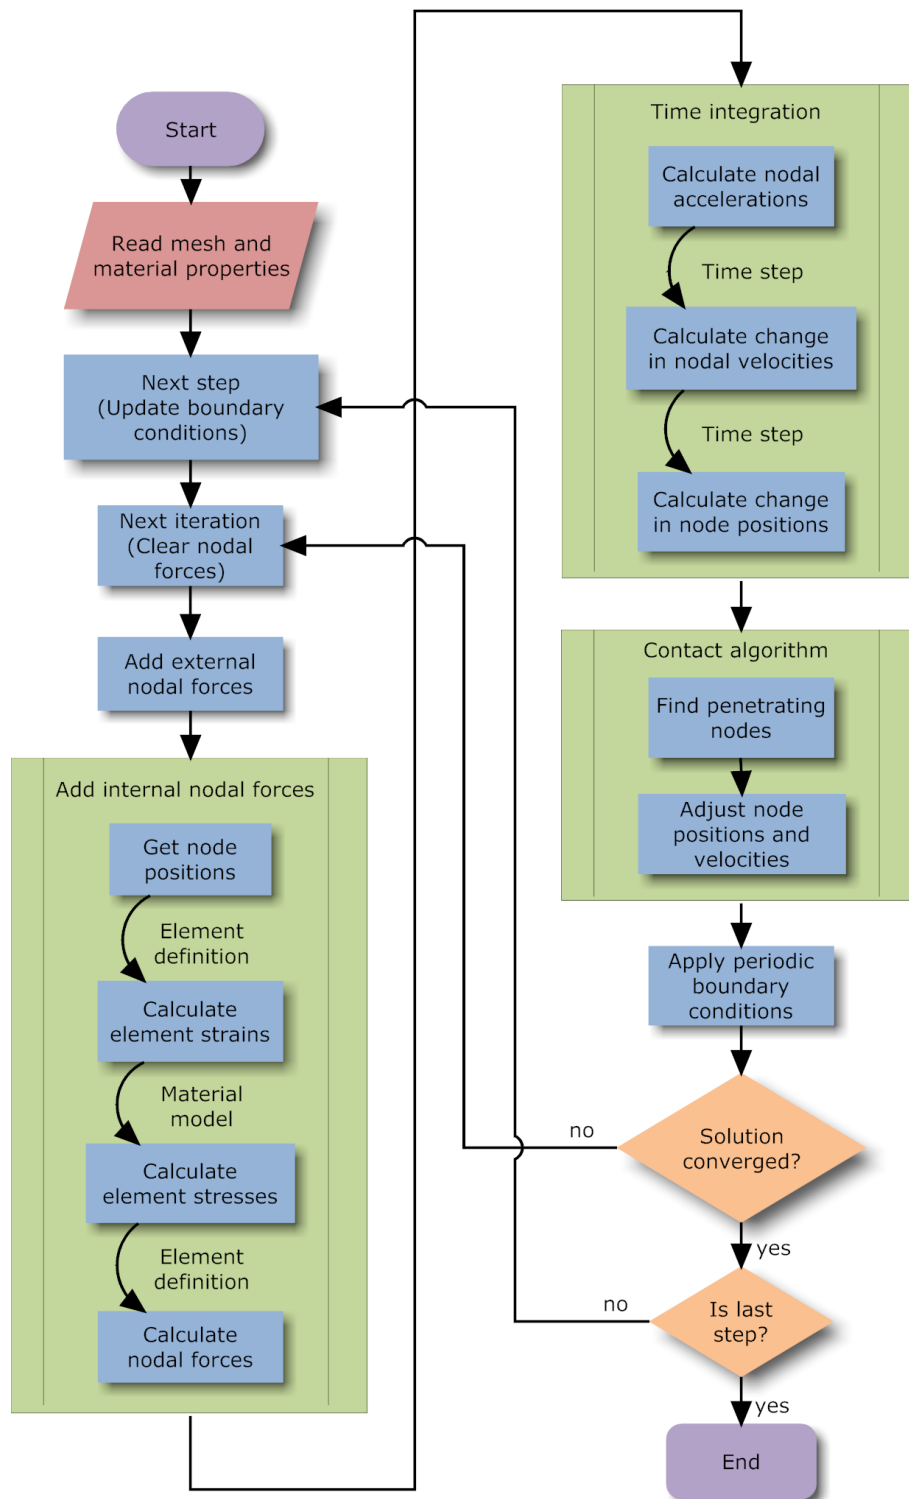 Start
Read mesh and
material properties
Next step
(Update boundary
conditions)
Next iteration
(Clear nodal
forces)
Add external
nodal forces
Add internal nodal forces
Get node
positions
Element
definition
Calculate
element strains
Material
model
Calculate
element stresses
Element
definition
Calculate
nodal forces
Time integration
Calculate nodal
accelerations
Time step
Calculate change
in nodal velocities
Time step
Calculate change
in node positions
Contact algorithm
Find penetrating
nodes
Adjust node
positions and
velocities
Apply periodic
boundary
conditions
Solution
converged?
no
yes
Is last
step?
no
yes
End